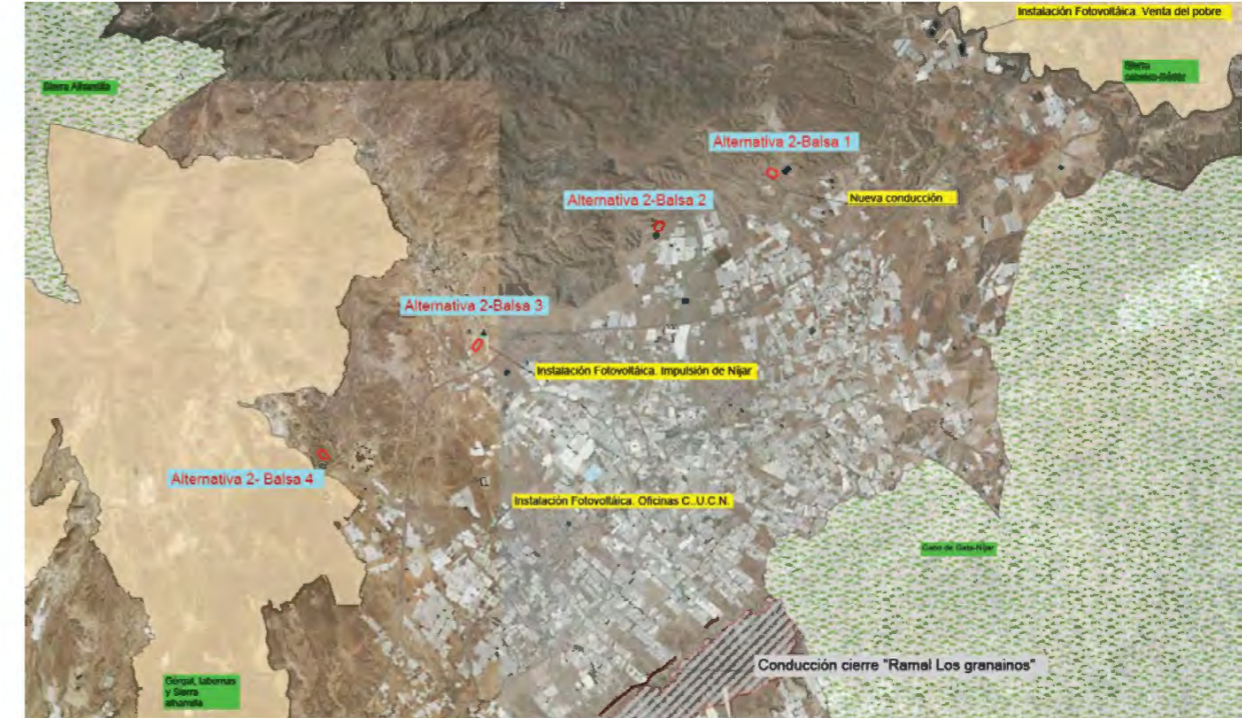 Instalación Fotovoltáica. Venta del pobre
Sierra Alhamilla
Sierra
Alternativa 2-Balsa 1
Alternativa 2-Balsa 2
Nueva conducción
Alternativa 2-Balsa 3
Instalación Fotovoltáica. Impulsión de Níjar
Alternativa 2- Balsa 4
Instalación Fotovoltáica. Oficinas C..U.C.N.
Cabo de Gata-Níjar
Conducción cierre "Ramal Los granainos"
Gérgal, tabernas
y Sierra
alhamilla